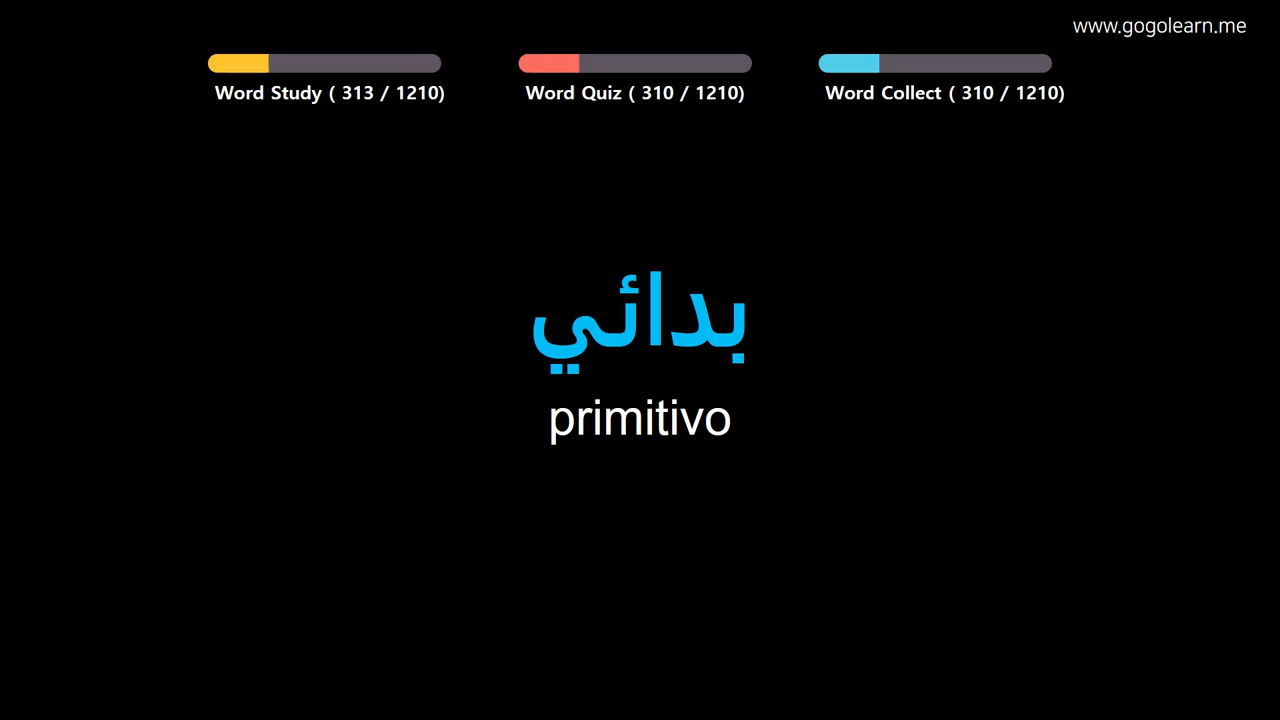 www.gogolearn.me
Word Study ( 313 / 1210)
Word Quiz ( 310 / 1210)
Word Collect ( 310 / 1210)
بدائي
primitivo